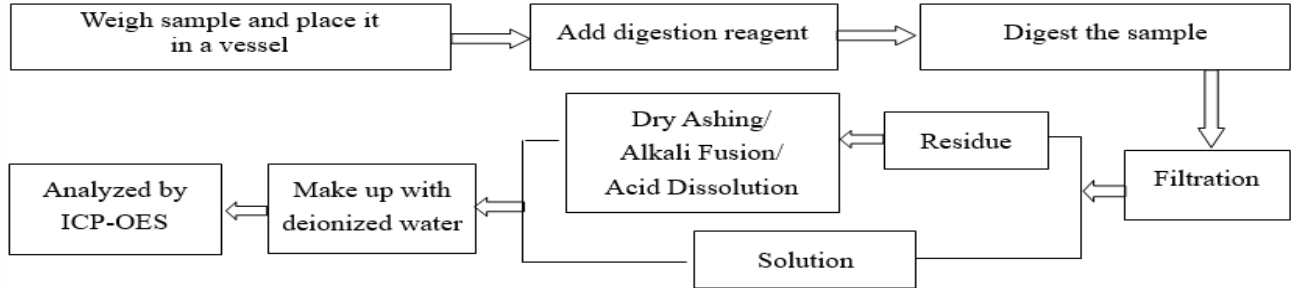 Weigh sample and place it
in a vessel
Add digestion reagent
Digest the sample
Filtration
Residue
Dry Ashing/
Alkali Fusion/
Acid Dissolution
Solution
Make up with
deionized water
Analyzed by
ICP-OES